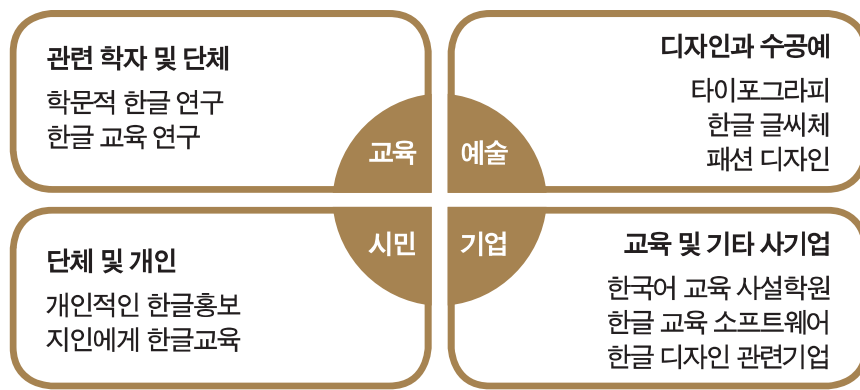 관련 학자 및 단체
학문적 한글 연구
한글 교육 연구
교육
디자인과 수공예
타이포그라피
한글 글씨체
패션 디자인
예술
단체 및 개인
개인적인 한글홍보
지인에게 한글교육
시민
교육 및 기타 사기업
한국어 교육 사설학원
한글 교육 소프트웨어
한글 디자인 관련기업
기업